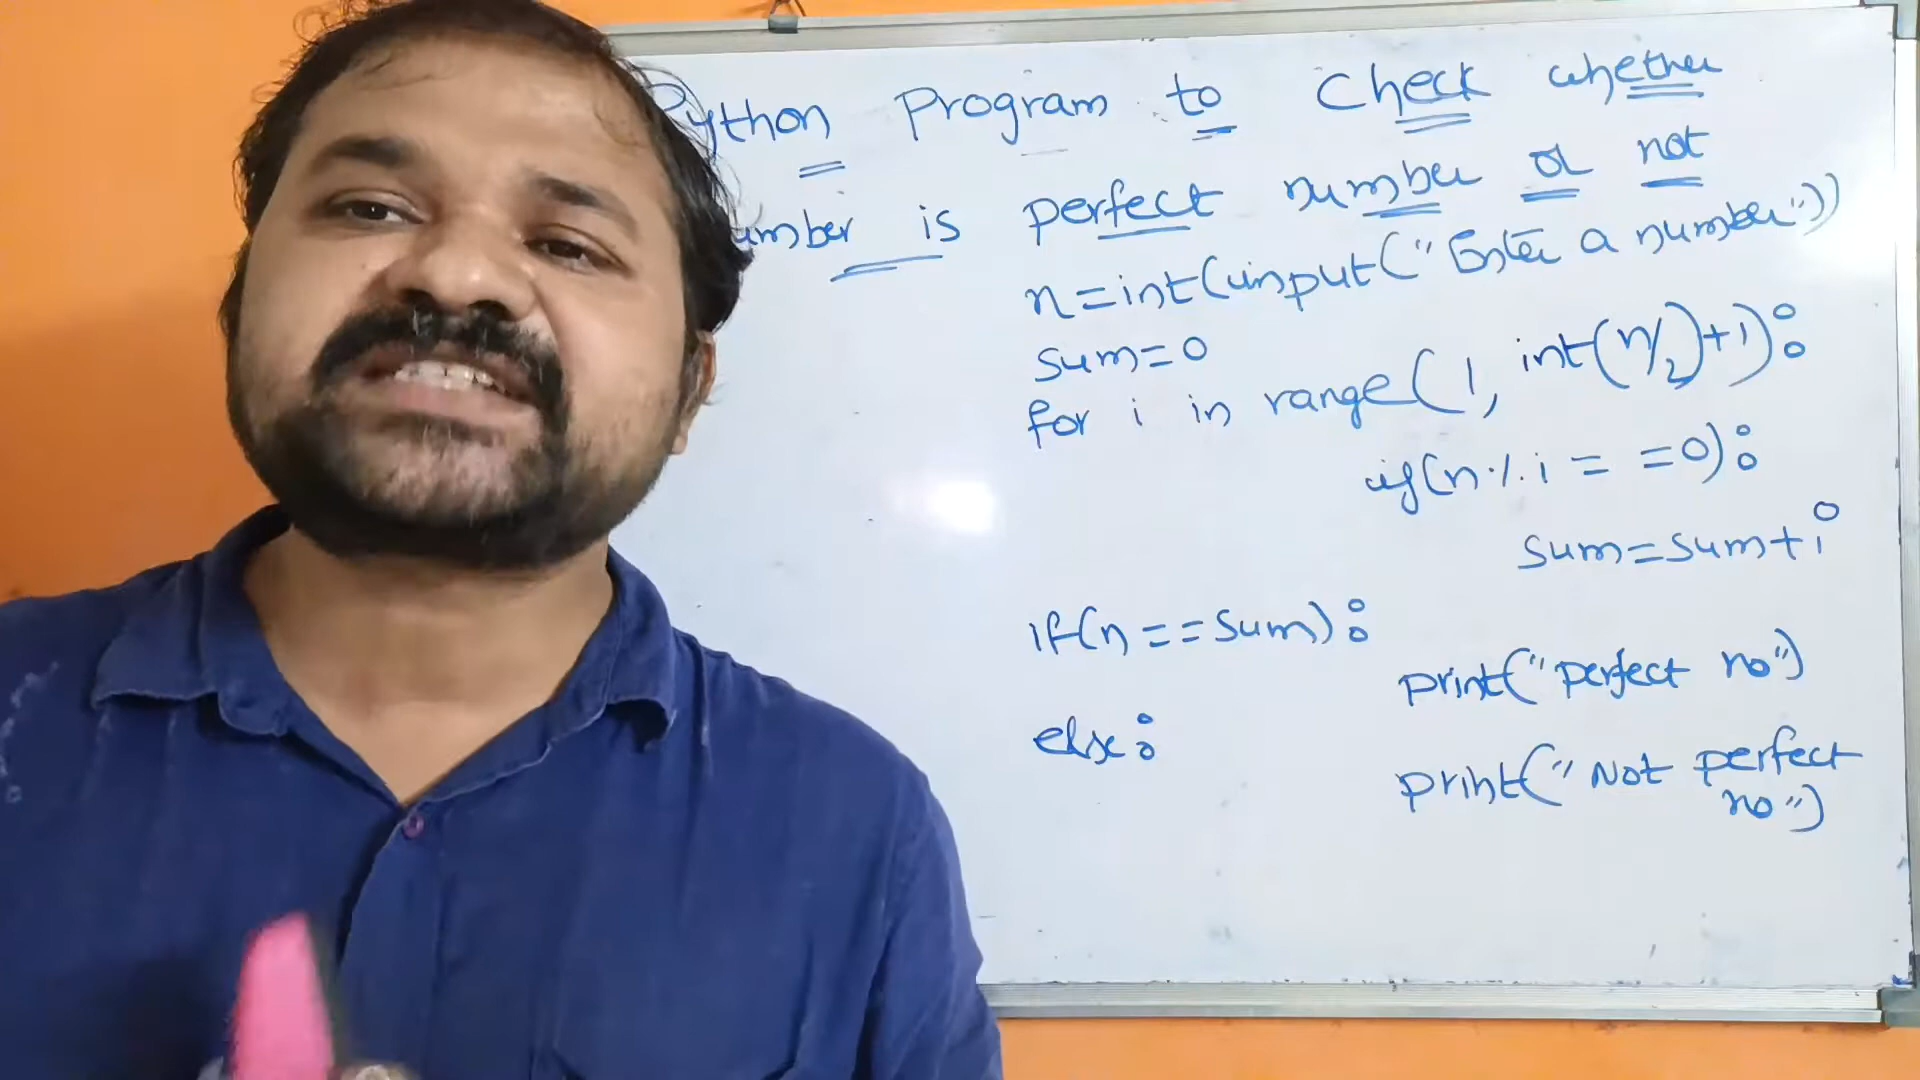 Python Program to Check whether
umber is perfect number or not
n=int(input("Enter a number"))
sum=0
for i in range(1, int(n/2)+1):
if(n%i==0):
sum=sum+i
if(n==sum):
print("perfect no")
else:
print("Not perfect
no")